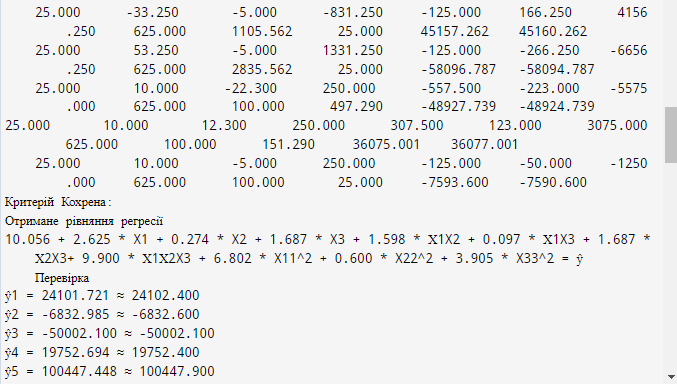 25.000 -33.250 -5.000 -831.250 -125.000 166.250 4156
.250 625.000 1105.562 25.000 45157.262 45160.262
25.000 53.250 -5.000 1331.250 -125.000 -266.250 -6656
.250 625.000 2835.562 25.000 -58096.787 -58094.787
25.000 10.000 -22.300 250.000 -557.500 -223.000 -5575
.000 625.000 100.000 497.290 -48927.739 -48924.739
25.000 10.000 12.300 250.000 307.500 123.000 3075.000
625.000 100.000 151.290 36075.001 36077.001
25.000 10.000 -5.000 250.000 -125.000 -50.000 -1250
.000 625.000 100.000 25.000 -7593.600 -7590.600
Критерій Кохрена:
Отримане рівняння регресії
10.056 + 2.625 * X1 + 0.274 * X2 + 1.687 * X3 + 1.598 * X1X2 + 0.097 * X1X3 + 1.687 *
X2X3+ 9.900 * X1X2X3 + 6.802 * X11^2 + 0.600 * X22^2 + 3.905 * X33^2 = ŷ
Перевірка
ŷ1 = 24101.721 ≈ 24102.400
ŷ2 = -6832.985 ≈ -6832.600
ŷ3 = -50002.100 ≈ -50002.100
ŷ4 = 19752.694 ≈ 19752.400
ŷ5 = 100447.448 ≈ 100447.900